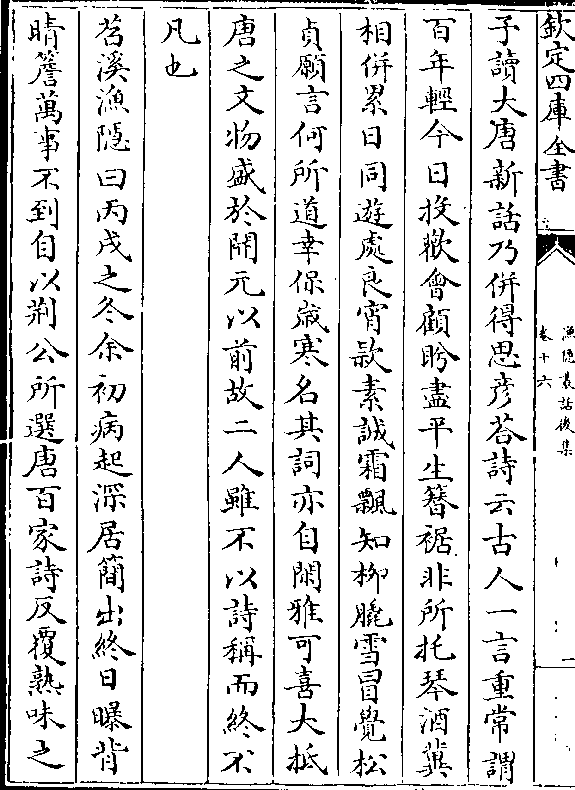 欽定四庫全書
漁隱叢話後集
卷十六
子讀大唐新話乃併得思彥荅詩云古人一言重常謂
百年輕今日投歡㑹顧盻盡平生簪裾非所托琴酒冀
相併累日同遊處良宵欵素誠霜飄知柳脆雪冒覺松
貞願言何所道幸保歲寒名其詞亦自閑雅可喜大抵
唐之文物盛於開元以前故二人雖不以詩稱而終不
凡也
苕溪漁隱曰丙戌之冬余初病起深居簡出終日曝背
晴簷萬事不到自以荆公所選唐百家詩反覆熟味之